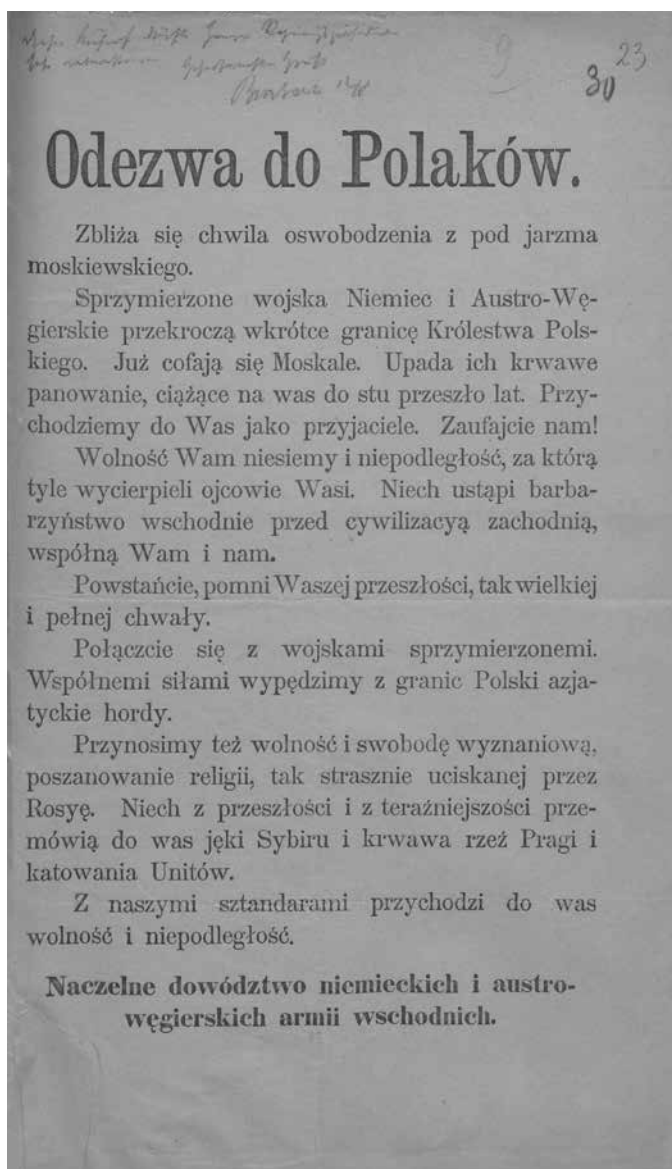 9
23
30
Odezwa do Polaków.
Zbliża się chwila oswobodzenia z pod jarzma
moskiewskiego.
Sprzymierzone wojska Niemiec i Austro-Wę-
gierskie przekroczą wkrótce granicę Królestwa Pols-
kiego. Już cofają się Moskale. Upada ich krwawe
panowanie, ciążące na was do stu przeszło lat. Przy-
chodziemy do Was jako przyjaciele. Zaufajcie nam!
Wolność Wam niesiemy i niepodległość, za którą
tyle wycierpieli ojcowie Wasi. Niech ustąpi barba-
rzyństwo wschodnie przed cywilizacyą zachodnią,
wspólną Wam i nam.
Powstańcie, pomni Waszej przeszłości, tak wielkiej
i pełnej chwały.
Połączcie się z wojskami sprzymierzonemi.
Wspólnemi siłami wypędzimy z granic Polski azja-
tyckie hordy.
Przynosimy też wolność i swobodę wyznaniową,
poszanowanie religii, tak strasznie uciskanej przez
Rosyę. Niech z przeszłości i z teraźniejszości prze-
mówią do was jęki Sybiru i krwawa rzeź Pragi i
katowania Unitów.
Z naszymi sztandarami przychodzi do was
wolność i niepodległość.
Naczelne dowództwo niemieckich i austro-
węgierskich armii wschodnich.